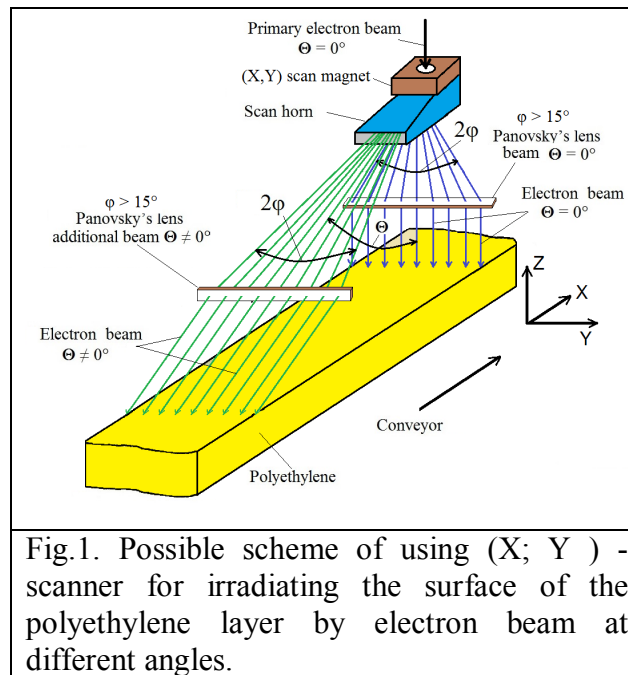 Primary electron beam
Θ = 0°
(X,Y) scan magnet
Scan horn
φ > 15°
Panovsky's lens
beam Θ = 0°
2φ
φ > 15°
Panovsky's lens
additional beam Θ ≠ 0°
2φ
Θ
Electron beam
Θ = 0°
Z
X
Y
Electron beam
Θ ≠ 0°
Conveyor
Polyethylene
Fig.1. Possible scheme of using (X; Y ) -
scanner for irradiating the surface of the
polyethylene layer by electron beam at
different angles.